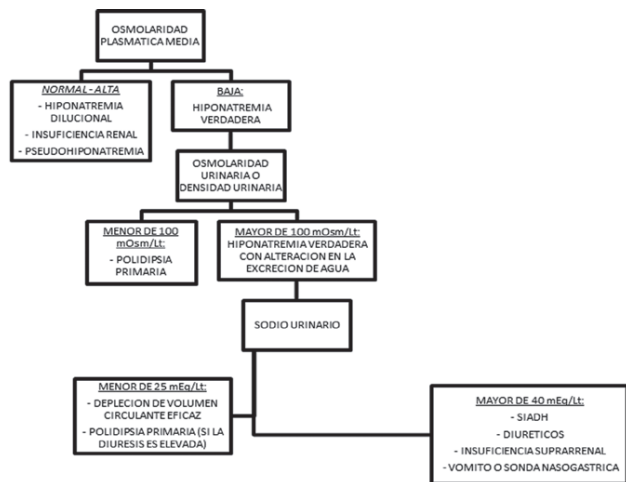 OSMOLARIDAD
PLASMATICA MEDIA
NORMAL - ALTA
- HIPONATREMIA
DILUCIONAL
- INSUFICIENCIA RENAL
- PSEUDOHIPONATREMIA
BAJA:
HIPONATREMIA
VERDADERA
OSMOLARIDAD
URINARIA O
DENSIDAD URINARIA
MENOR DE 100
mOsm/Lt:
- POLIDIPSIA
PRIMARIA
MAYOR DE 100 mOsm/Lt:
HIPONATREMIA VERDADERA
CON ALTERACION EN LA
EXCRECION DE AGUA
SODIO URINARIO
MENOR DE 25 mEq/Lt:
- DEPLECION DE VOLUMEN
CIRCULANTE EFICAZ
- POLIDIPSIA PRIMARIA (SI LA
DIURESIS ES ELEVADA)
MAYOR DE 40 mEq/Lt:
- SIADH
- DIURETICOS
- INSUFICIENCIA SUPRARRENAL
- VOMITO O SONDA NASOGASTRICA